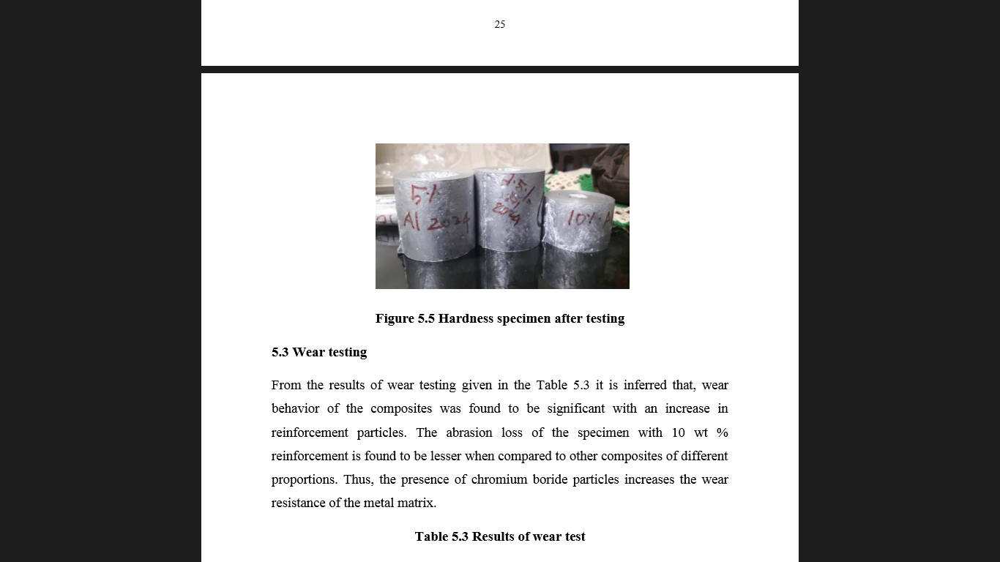 25
5%
Al 2024
2.5%
2024
10% A
Figure 5.5 Hardness specimen after testing
5.3 Wear testing
From the results of wear testing given in the Table 5.3 it is inferred that, wear
behavior of the composites was found to be significant with an increase in
reinforcement particles. The abrasion loss of the specimen with 10 wt %
reinforcement is found to be lesser when compared to other composites of different
proportions. Thus, the presence of chromium boride particles increases the wear
resistance of the metal matrix.
Table 5.3 Results of wear test